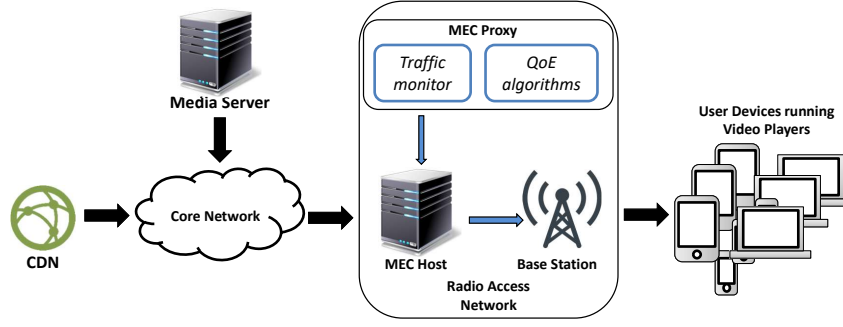 MEC Proxy
Traffic
monitor
QoE
algorithms
Media Server
User Devices running
Video Players
Core Network
CDN
MEC Host
Base Station
Radio Access
Network